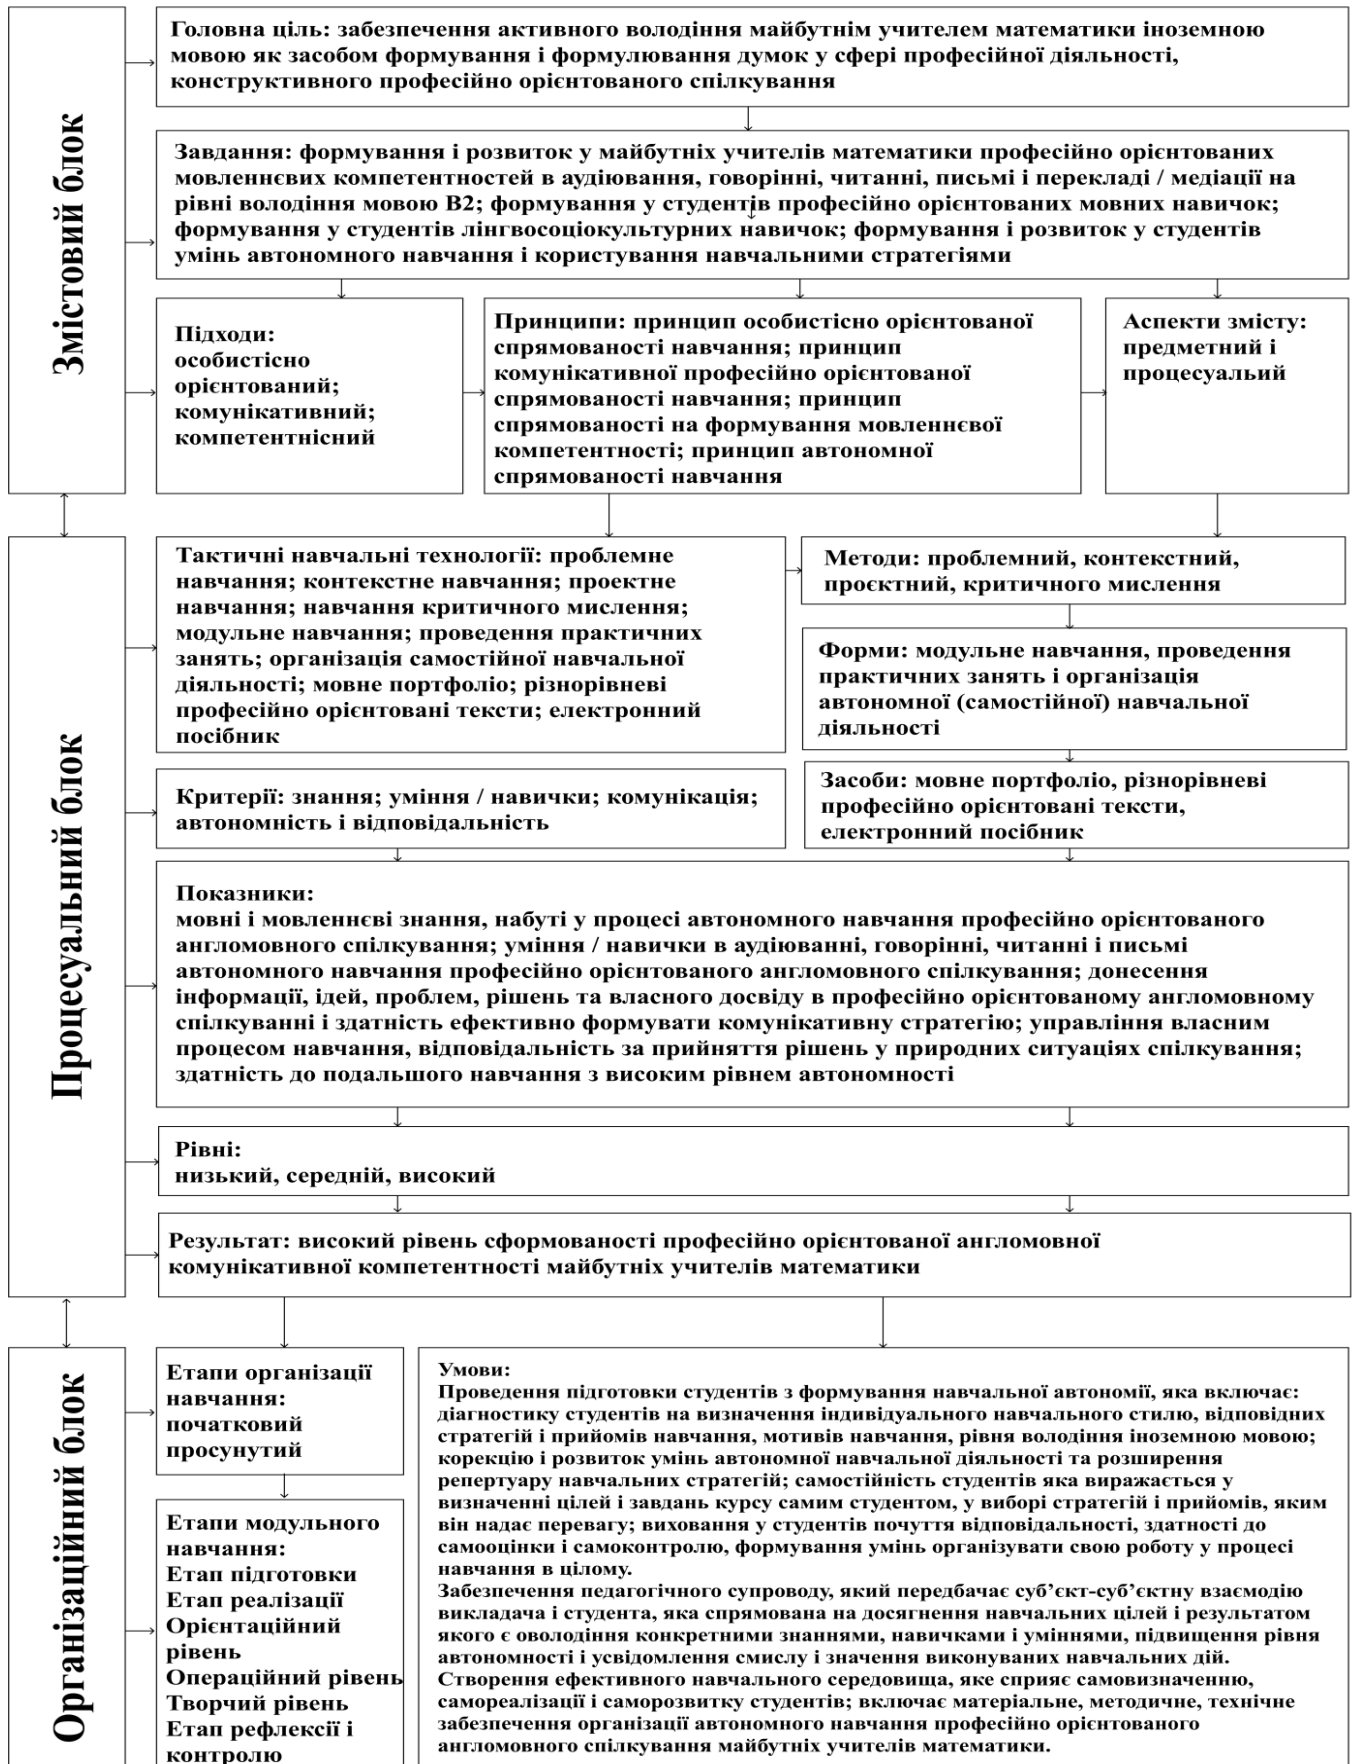 Змістовий блок
Головна ціль: забезпечення активного володіння майбутнім учителем математики іноземною
мовою як засобом формування і формулювання думок у сфері професійної діяльності,
конструктивного професійно орієнтованого спілкування
Завдання: формування і розвиток у майбутніх учителів математики професійно орієнтованих
мовленнєвих компетентностей в аудіювання, говорінні, читанні, письмі і перекладі / медіації на
рівні володіння мовою В2; формування у студентів професійно орієнтованих мовних навичок;
формування у студентів лінгвосоціокультурних навичок; формування і розвиток у студентів
умінь автономного навчання і користування навчальними стратегіями
Підходи:
особистісно
орієнтований;
комунікативний;
компетентнісний
Принципи: принцип особистісно орієнтованої
спрямованості навчання; принцип
комунікативної професійно орієнтованої
спрямованості навчання; принцип
спрямованості на формування мовленнєвої
компетентності; принцип автономної
спрямованості навчання
Аспекти змісту:
предметний і
процесуальий
Процесуальний блок
Тактичні навчальні технології: проблемне
навчання; контекстне навчання; проектне
навчання; навчання критичного мислення;
модульне навчання; проведення практичних
занять; організація самостійної навчальної
діяльності; мовне портфоліо; різнорівневі
професійно орієнтовані тексти; електронний
посібник
Методи: проблемний, контекстний,
проєктний, критичного мислення
Форми: модульне навчання, проведення
практичних занять і організація
автономної (самостійної) навчальної
діяльності
Засоби: мовне портфоліо, різнорівневі
професійно орієнтовані тексти,
електронний посібник
Критерії: знання; уміння / навички; комунікація;
автономність і відповідальність
Показники:
мовні і мовленнєві знання, набуті у процесі автономного навчання професійно орієнтованого
англомовного спілкування; уміння / навички в аудіюванні, говорінні, читанні і письмі
автономного навчання професійно орієнтованого англомовного спілкування; донесення
інформації, ідей, проблем, рішень та власного досвіду в професійно орієнтованому англомовному
спілкуванні і здатність ефективно формувати комунікативну стратегію; управління власним
процесом навчання, відповідальність за прийняття рішень у природних ситуаціях спілкування;
здатність до подальшого навчання з високим рівнем автономності
Рівні:
низький, середній, високий
Результат: високий рівень сформованості професійно орієнтованої англомовної
комунікативної компетентності майбутніх учителів математики
Організаційний блок
Етапи організації
навчання:
початковий
просунутий
Етапи модульного
навчання:
Етап підготовки
Етап реалізації
Орієнтаційний
рівень
Операційний рівень
Творчий рівень
Етап рефлексії і
контролю
Умови:
Проведення підготовки студентів з формування навчальної автономії, яка включає:
діагностику студентів на визначення індивідуального навчального стилю, відповідних
стратегій і прийомів навчання, мотивів навчання, рівня володіння іноземною мовою;
корекцію і розвиток умінь автономної навчальної діяльності та розширення
репертуару навчальних стратегій; самостійність студентів яка виражається у
визначенні цілей і завдань курсу самим студентом, у виборі стратегій і прийомів, яким
він надає перевагу; виховання у студентів почуття відповідальності, здатності до
самооцінки і самоконтролю, формування умінь організувати свою роботу у процесі
навчання в цілому.
Забезпечення педагогічного супроводу, який передбачає суб’єкт-суб’єктну взаємодію
викладача і студента, яка спрямована на досягнення навчальних цілей і результатом
якого є оволодіння конкретними знаннями, навичками і уміннями, підвищення рівня
автономності і усвідомлення смислу і значення виконуваних навчальних дій.
Створення ефективного навчального середовища, яке сприяє самовизначенню,
самореалізації і саморозвитку студентів; включає матеріальне, методичне, технічне
забезпечення організації автономного навчання професійно орієнтованого
англомовного спілкування майбутніх учителів математики.